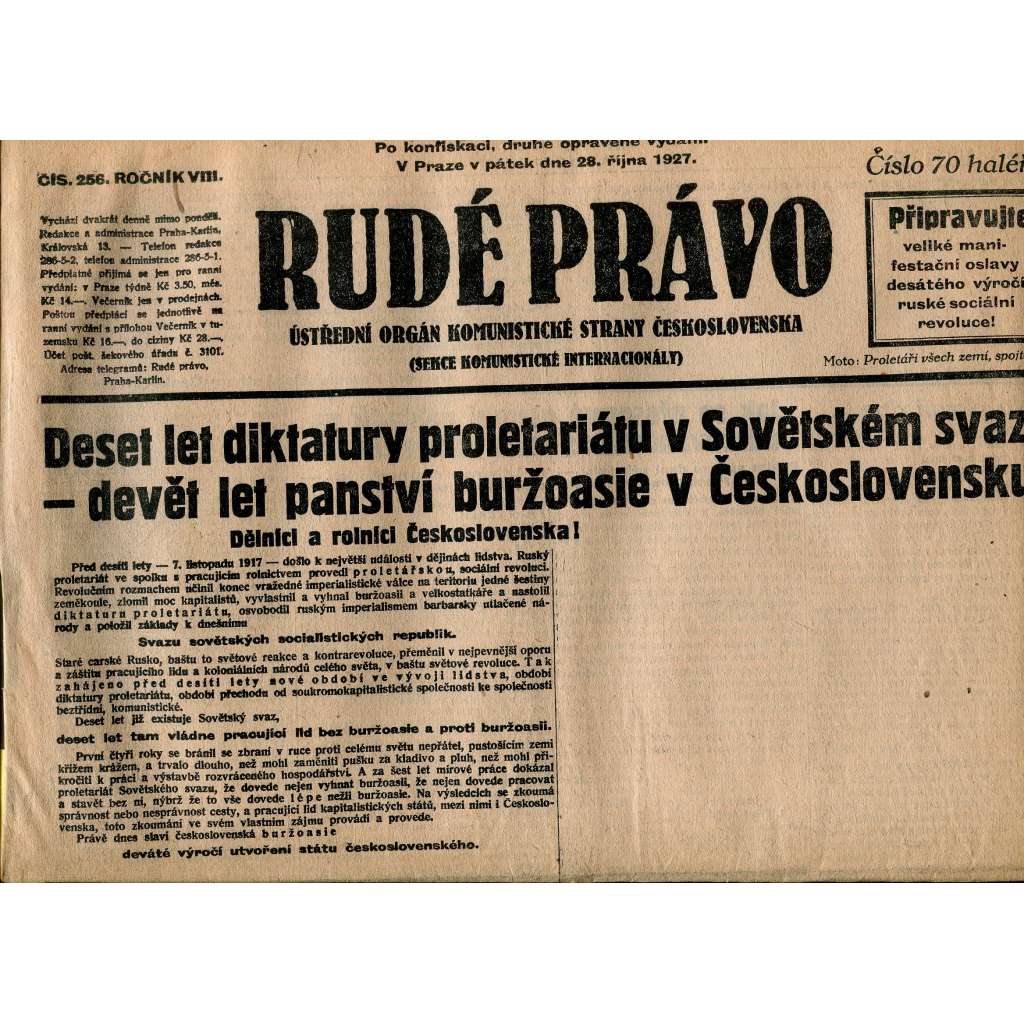 Po konfiskaci, druhé opravené vydání.
V Praze v pátek dne 28. října 1927.
ČÍS. 256. ROČNÍK VIII.
Číslo 70 haléř
Vychází dvakrát denně mimo pondělí.
Redakce a administrace Praha-Karlín,
Královská 13. — Telefon redakce
286-5-2, telefon administrace 286-5-1.
Předplatné přijímá se jen pro ranní
vydání: v Praze týdně Kč 3.50, měs.
Kč 14.—. Večerník jen v prodejnách.
Poštou předplácí se jednotlivě na
ranní vydání s přílohou Večerník v tu-
zemsku Kč 16.—, do ciziny Kč 28.—.
Účet pošt. šekového úřadu č. 3101.
Adresa telegramů: Rudé právo,
Praha-Karlín.
RUDÉ PRÁVO
ÚSTŘEDNÍ ORGÁN KOMUNISTICKÉ STRANY ČESKOSLOVENSKA
(SEKCE KOMUNISTICKÉ INTERNACIONÁLY)
Připravujte
veliké mani-
festační oslavy
desátého výročí
ruské sociální
revoluce!
Moto: Proletáři všech zemí, spojt
Deset let diktatury proletariátu v Sovětském svaz
— devět let panství buržoasie v Československu
Dělníci a rolníci Československa!
Před desíti lety — 7. listopadu 1917 — došlo k největší události v dějinách lidstva. Ruský
proletariát ve spolku s pracujícím rolnictvem provedl proletářskou, sociální revoluci.
Revolučním rozmachem učinil konec vražedné imperialistické válce na teritoriu jedné šestiny
zeměkoule, zlomil moc kapitalistů, vyvlastnil a vyhnal buržoasii a velkostatkáře a nastolil
diktaturu proletariátu, osvobodil ruským imperialismem barbarsky utlačené ná-
rody a položil základy k dnešnímu
Svazu sovětských socialistických republik.
Staré carské Rusko, baštu to světové reakce a kontrarevoluce, přeměnil v nejpevnější oporu
a záštitu pracujícího lidu a koloniálních národů celého světa, v baštu světové revoluce. Tak
zahájeno před desíti lety nové období ve vývoji lidstva, období
diktatury proletariátu, období přechodu od soukromokapitalistické společnosti ke společnosti
beztřídní, komunistické.
Deset let již existuje Sovětský svaz,
deset let tam vládne pracující lid bez buržoasie a proti buržoasii.
První čtyři roky se bránil se zbraní v ruce proti celému světu nepřátel, pustošícím zemi
křížem krážem, a trvalo dlouho, než mohl zaměniti pušku za kladivo a pluh, než mohl při-
kročiti k práci a výstavbě rozvráceného hospodářství. A za šest let mírové práce dokázal
proletariát Sovětského svazu, že dovede nejen vyhnat buržoasii, že nejen dovede pracovat
a stavět bez ní, nýbrž že to vše dovede lépe nežli buržoasie. Na výsledcích se zkoumá
správnost nebo nesprávnost cesty, a pracující lid kapitalistických států, mezi nimi i Českoslo-
venska, toto zkoumání ve svém vlastním zájmu provádí a provede.
Právě dnes slaví československá buržoasie
deváté výročí utvoření státu československého.